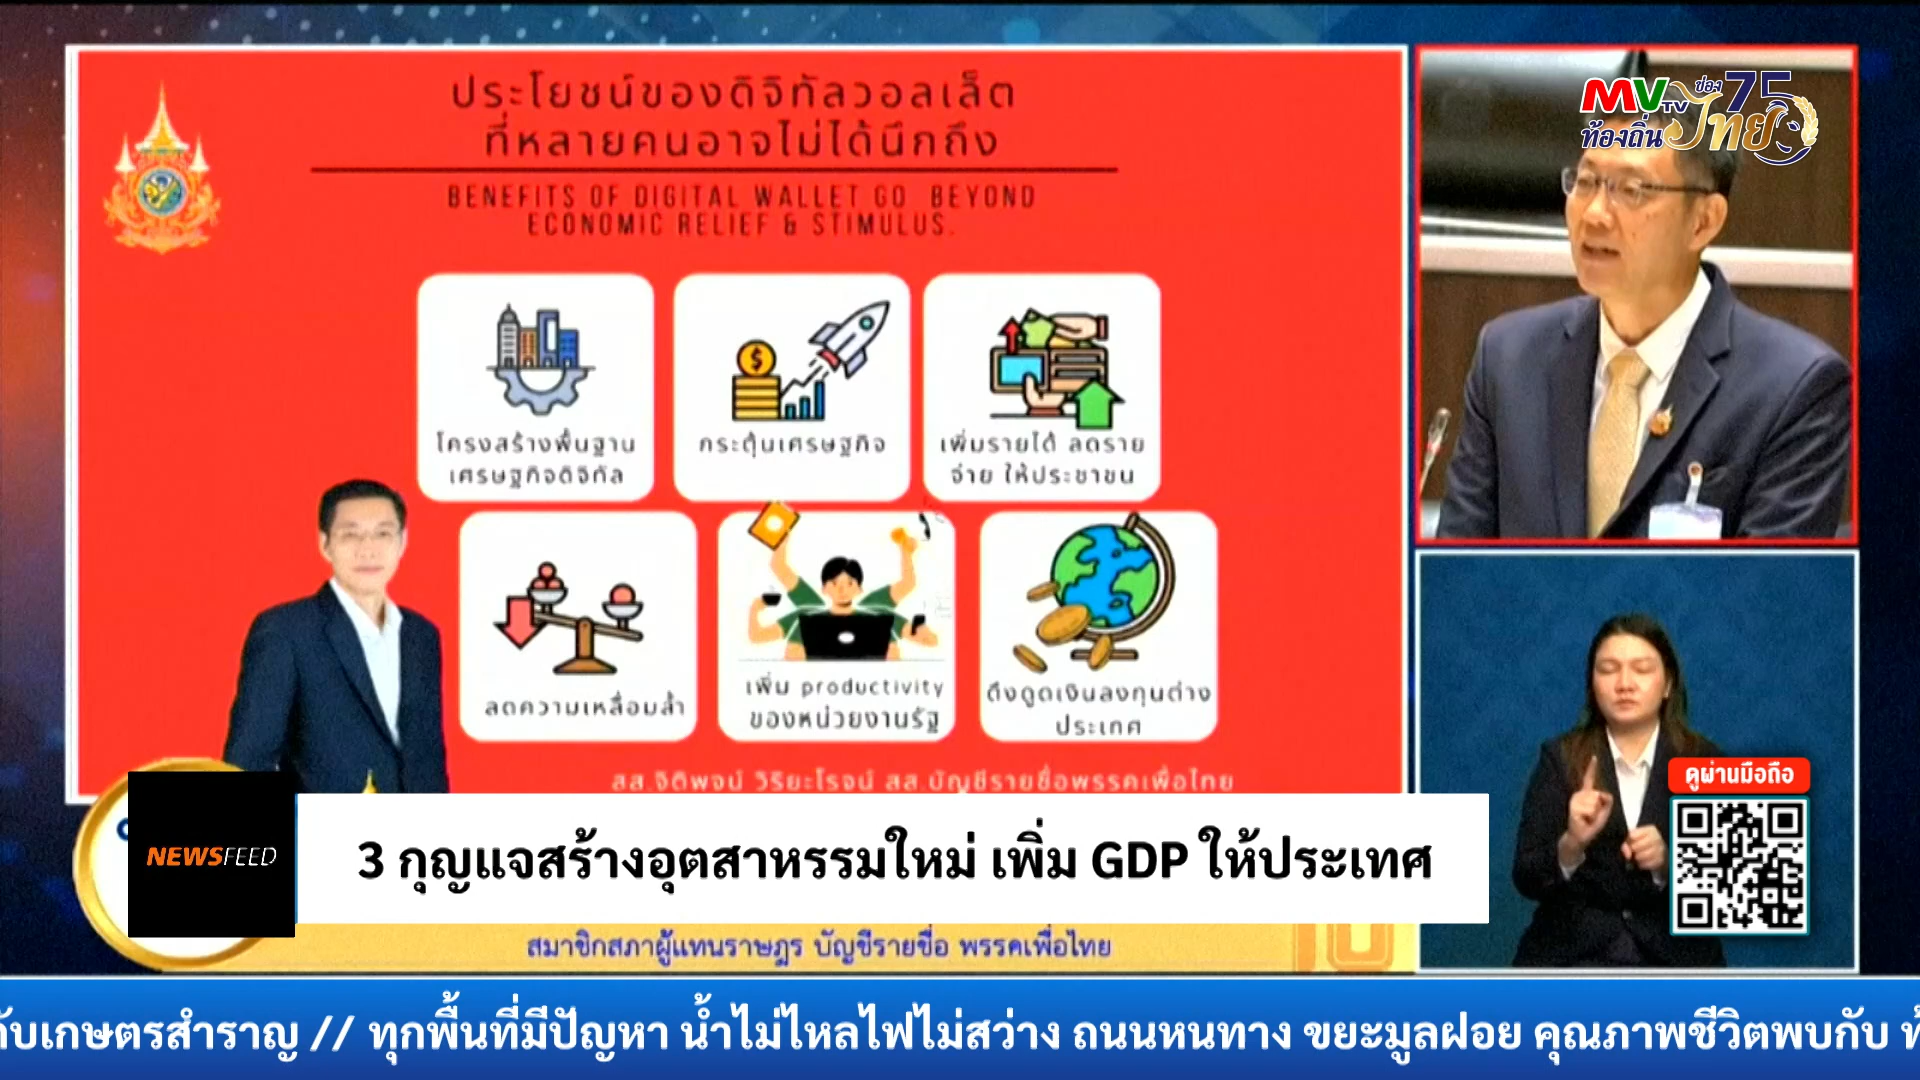 ประโยชน์ของดิจิทัลวอลเล็ต
ที่หลายคนอาจไม่ได้นึกถึง
BENEFITS OF DIGITAL WALLET GO BEYOND
ECONOMIC RELIEF & STIMULUS.
โครงสร้างพื้นฐาน
เศรษฐกิจดิจิทัล
กระตุ้นเศรษฐกิจ
เพิ่มรายได้ ลดราย
จ่าย ให้ประชาชน
ลดความเหลื่อมล้ำ
เพิ่ม productivity
ของหน่วยงานรัฐ
ดึงดูดเงินลงทุนต่าง
ประเทศ
สส.จิติพจน์ วิริยะโรจน์ สส.บัญชีรายชื่อพรรคเพื่อไทย
MVTV ช่อง 75
ท้องถิ่นไทย
ดูผ่านมือถือ
NEWSFEED
3 กุญแจสร้างอุตสาหรรมใหม่ เพิ่ม GDP ให้ประเทศ
สมาชิกสภาผู้แทนราษฎร บัญชีรายชื่อ พรรคเพื่อไทย
กับเกษตรสำราญ // ทุกพื้นที่มีปัญหา น้ำไม่ไหลไฟไม่สว่าง ถนนหนทาง ขยะมูลฝอย คุณภาพชีวิตพบกับ